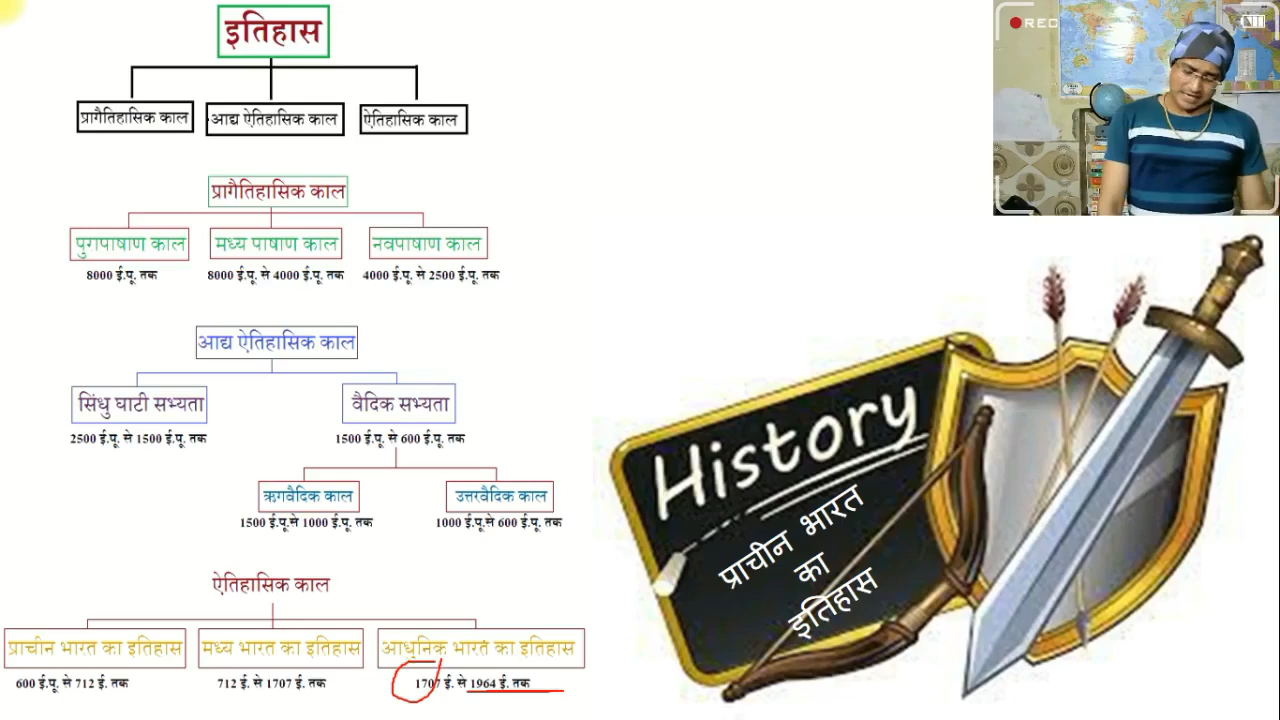 इतिहास
प्रागैतिहासिक काल
आद्य ऐतिहासिक काल
ऐतिहासिक काल
प्रागैतिहासिक काल
पुरापाषाण काल
मध्य पाषाण काल
नवपाषाण काल
8000 ई.पू. तक
8000 ई.पू. से 4000 ई.पू. तक
4000 ई.पू. से 2500 ई.पू. तक
आद्य ऐतिहासिक काल
सिंधु घाटी सभ्यता
वैदिक सभ्यता
2500 ई.पू. से 1500 ई.पू. तक
1500 ई.पू. से 600 ई.पू. तक
ऋगवैदिक काल
उत्तरवैदिक काल
1500 ई.पू.से 1000 ई.पू. तक
1000 ई.पू.से 600 ई.पू. तक
ऐतिहासिक काल
प्राचीन भारत का इतिहास
मध्य भारत का इतिहास
आधुनिक भारत का इतिहास
600 ई.पू. से 712 ई. तक
712 ई. से 1707 ई. तक
1707 ई. से 1964 ई. तक
REC
History
प्राचीन भारत
का
इतिहास